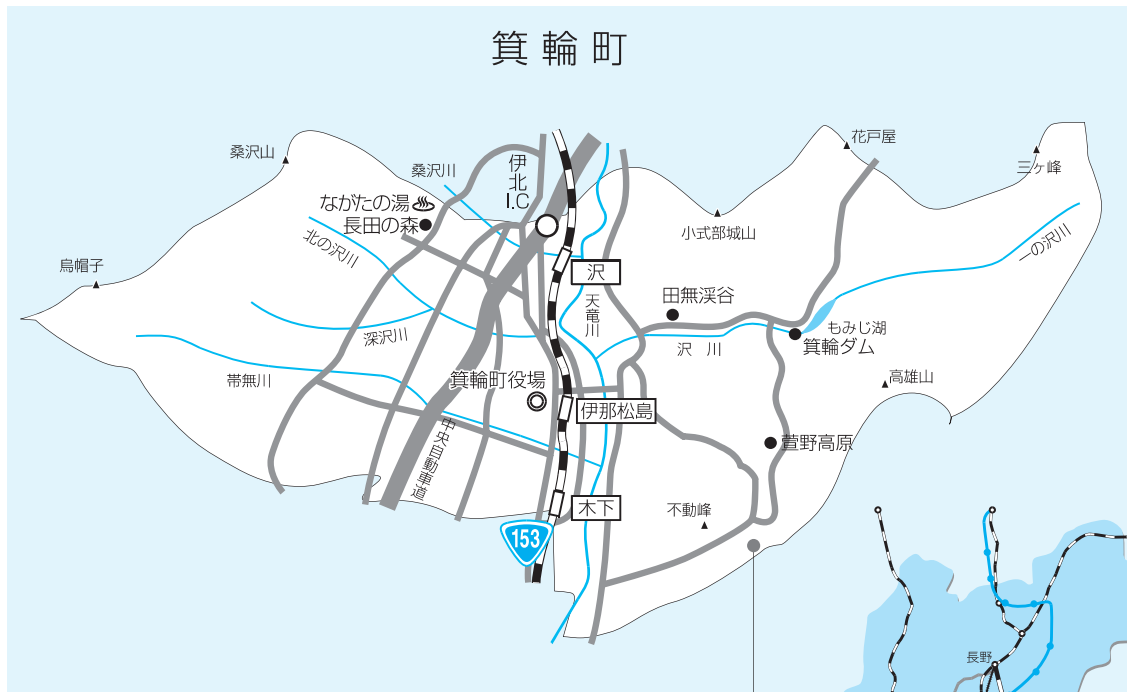 箕輪町
花戸屋
桑沢山
三ヶ峰
桑沢川
伊北
I.C
ながたの湯
長田の森
小式部城山
北の沢川
一の沢川
烏帽子
沢
天竜川
田無渓谷
もみじ湖
箕輪ダム
深沢川
沢 川
帯無川
箕輪町役場
高雄山
伊那松島
中央自動車道
萱野高原
木下
不動峰
153
長野